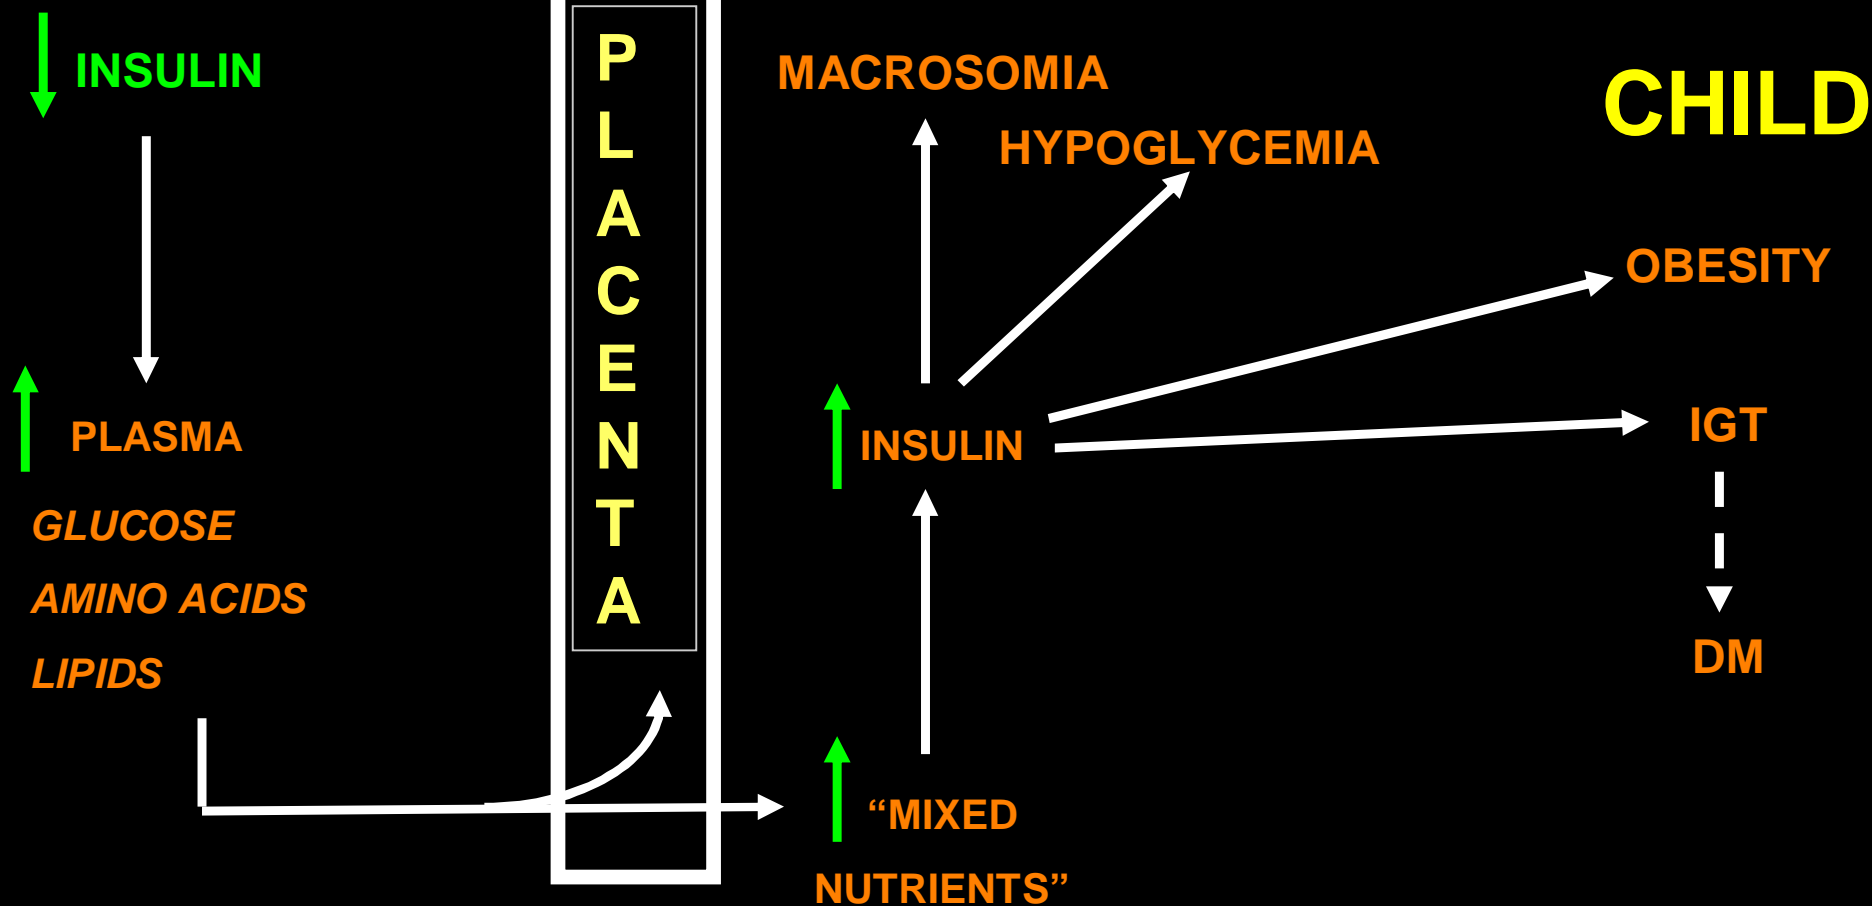 INSULIN
PLASMA
GLUCOSE
AMINO ACIDS
LIPIDS
P
L
A
C
E
N
T
A
MACROSOMIA
HYPOGLYCEMIA
INSULIN
“MIXED
NUTRIENTS”
CHILD
OBESITY
IGT
DM